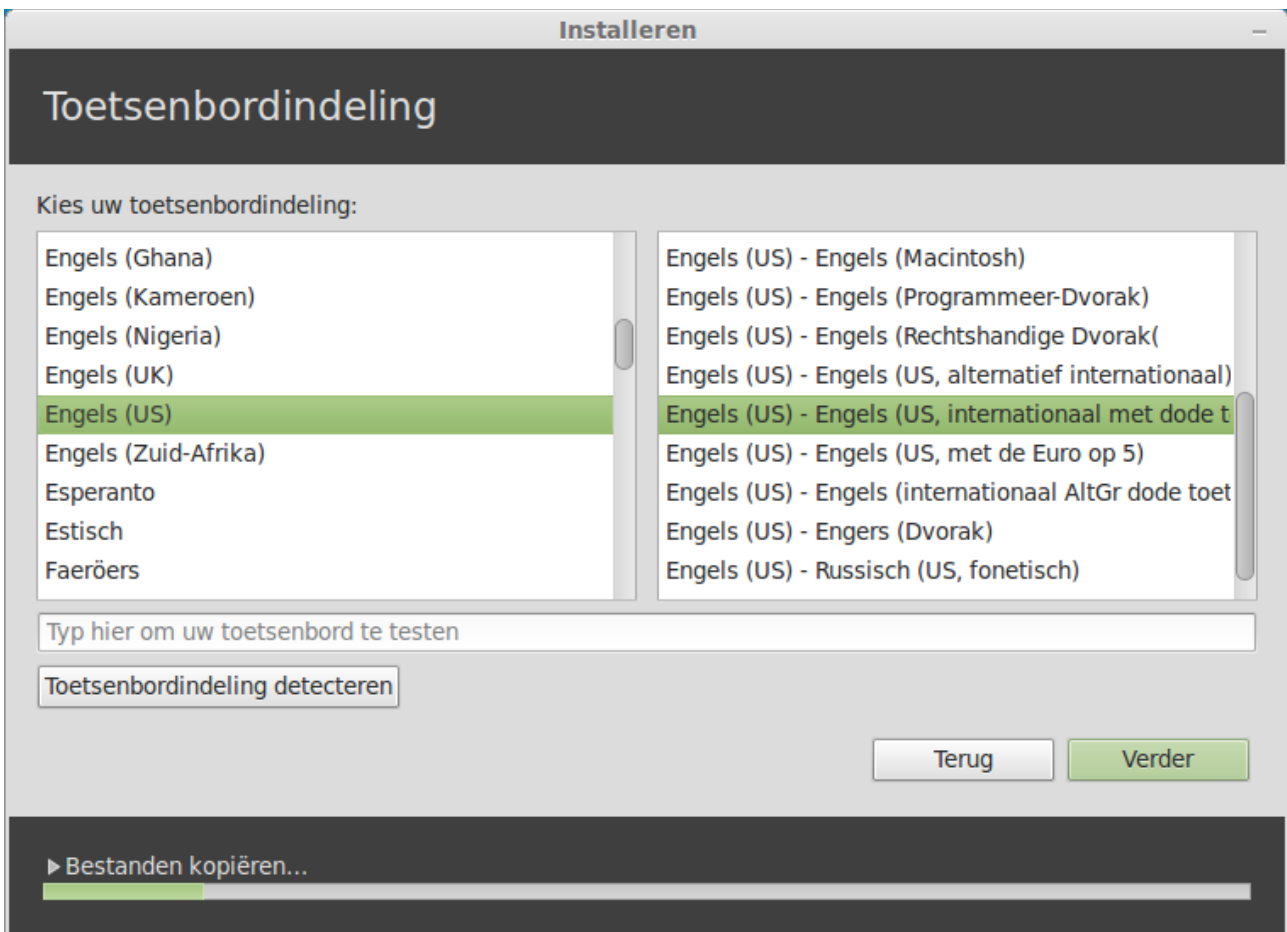 Installeren
Toetsenbordindeling
Kies uw toetsenbordindeling:
Engels (Ghana)
Engels (Kameroen)
Engels (Nigeria)
Engels (UK)
Engels (US)
Engels (Zuid-Afrika)
Esperanto
Estisch
Faeröers
Engels (US) - Engels (Macintosh)
Engels (US) - Engels (Programmeer-Dvorak)
Engels (US) - Engels (Rechtshandige Dvorak(
Engels (US) - Engels (US, alternatief internationaal)
Engels (US) - Engels (US, internationaal met dode t
Engels (US) - Engels (US, met de Euro op 5)
Engels (US) - Engels (internationaal AltGr dode toet
Engels (US) - Engers (Dvorak)
Engels (US) - Russisch (US, fonetisch)
Typ hier om uw toetsenbord te testen
Toetsenbordindeling detecteren
Terug
Verder
Bestanden kopiëren...